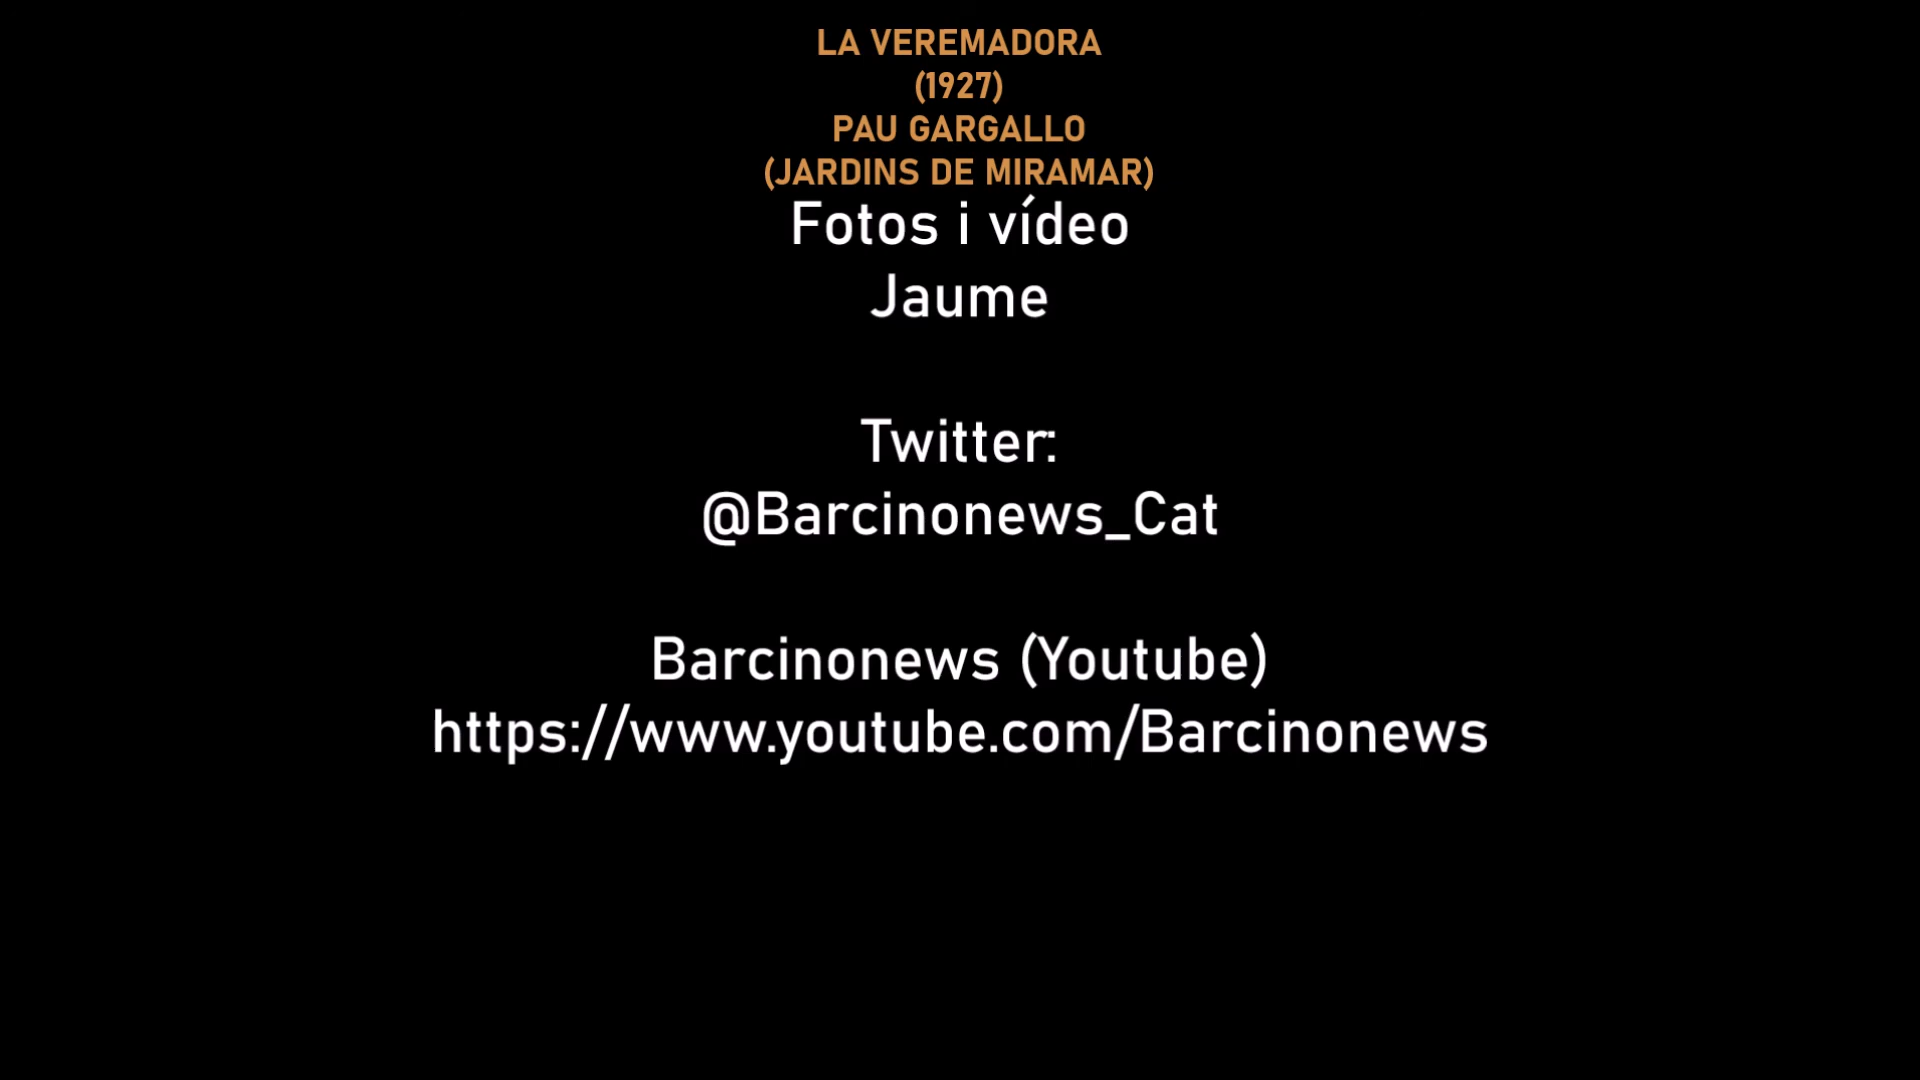 LA VEREMADORA
(1927)
PAU GARGALLO
(JARDINS DE MIRAMAR)
Fotos i vídeo
Jaume
Twitter:
@Barcinonews_Cat
Barcinonews (Youtube)
https://www.youtube.com/Barcinonews